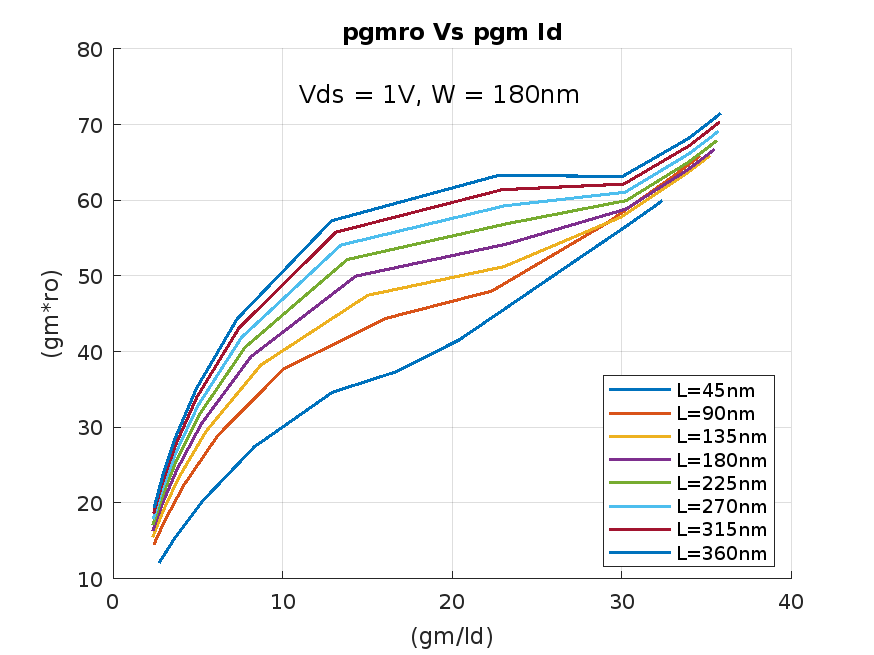 pgmro Vs pgm Id
Vds = 1V, W = 180nm
80
70
60
50
40
30
20
10
(gm*ro)
0
10
20
30
40
(gm/Id)
L=45nm
L=90nm
L=135nm
L=180nm
L=225nm
L=270nm
L=315nm
L=360nm